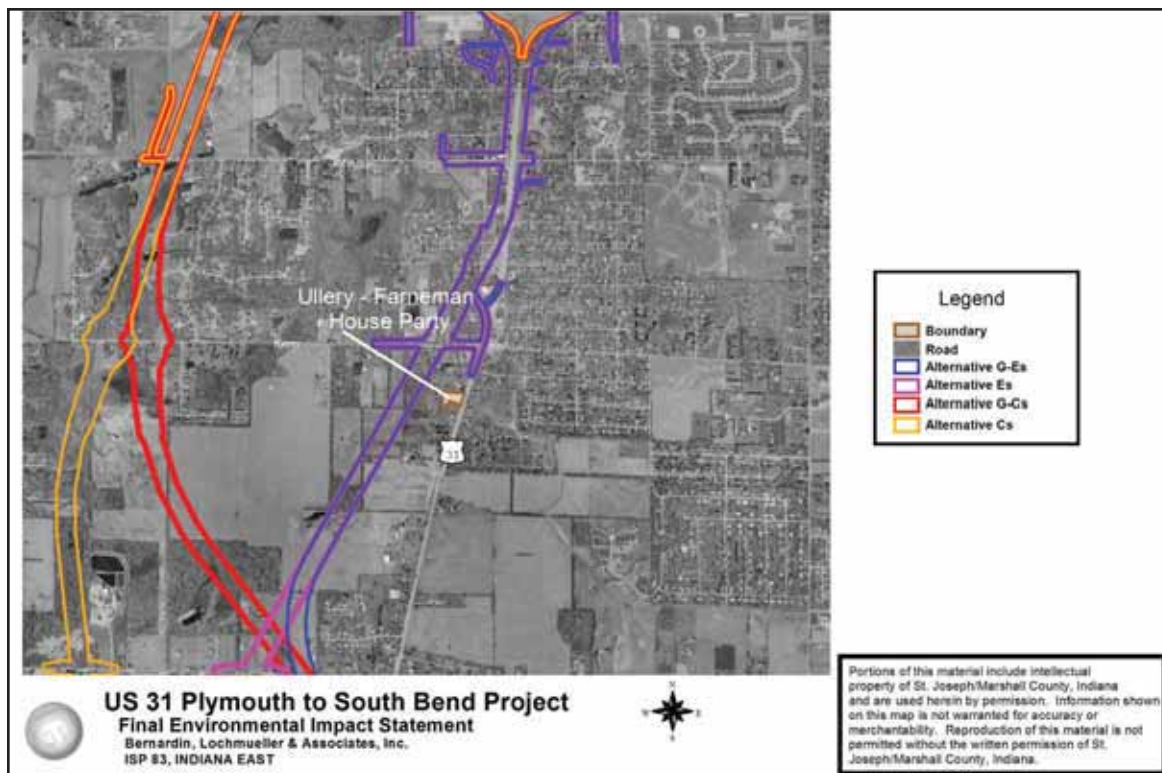 Ullery - Farneman
House Party
31
Legend
Boundary
Road
Alternative G-Es
Alternative Es
Alternative G-Cs
Alternative Cs
US 31 Plymouth to South Bend Project
Final Environmental Impact Statement
Bernardin, Lochmueller & Associates, Inc.
ISP 83, INDIANA EAST
N
W
E
S
Portions of this material include intellectual
property of St. Joseph/Marshall County, Indiana
and are used herein by permission. Information shown
on this map is not warranted for accuracy or
merchantability. Reproduction of this material is not
permitted without the written permission of St.
Joseph/Marshall County, Indiana.